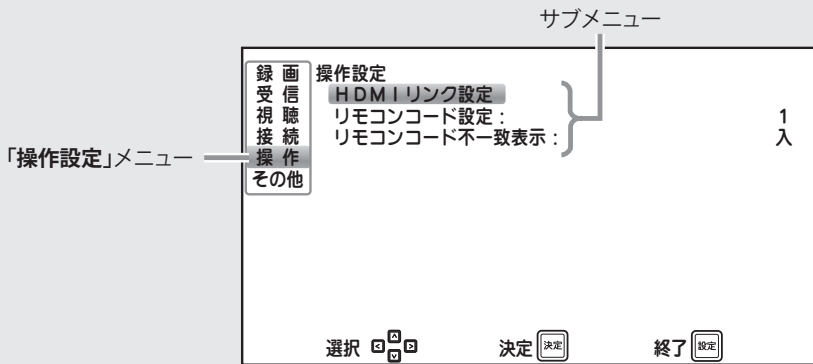 サブメニュー
「操作設定」メニュー
録 画
受 信
視 聴
接 続
操 作
その他
操作設定
HDMIリンク設定
リモコンコード設定： 1
リモコンコード不一致表示： 入
選択 決定 決定 終了 設定